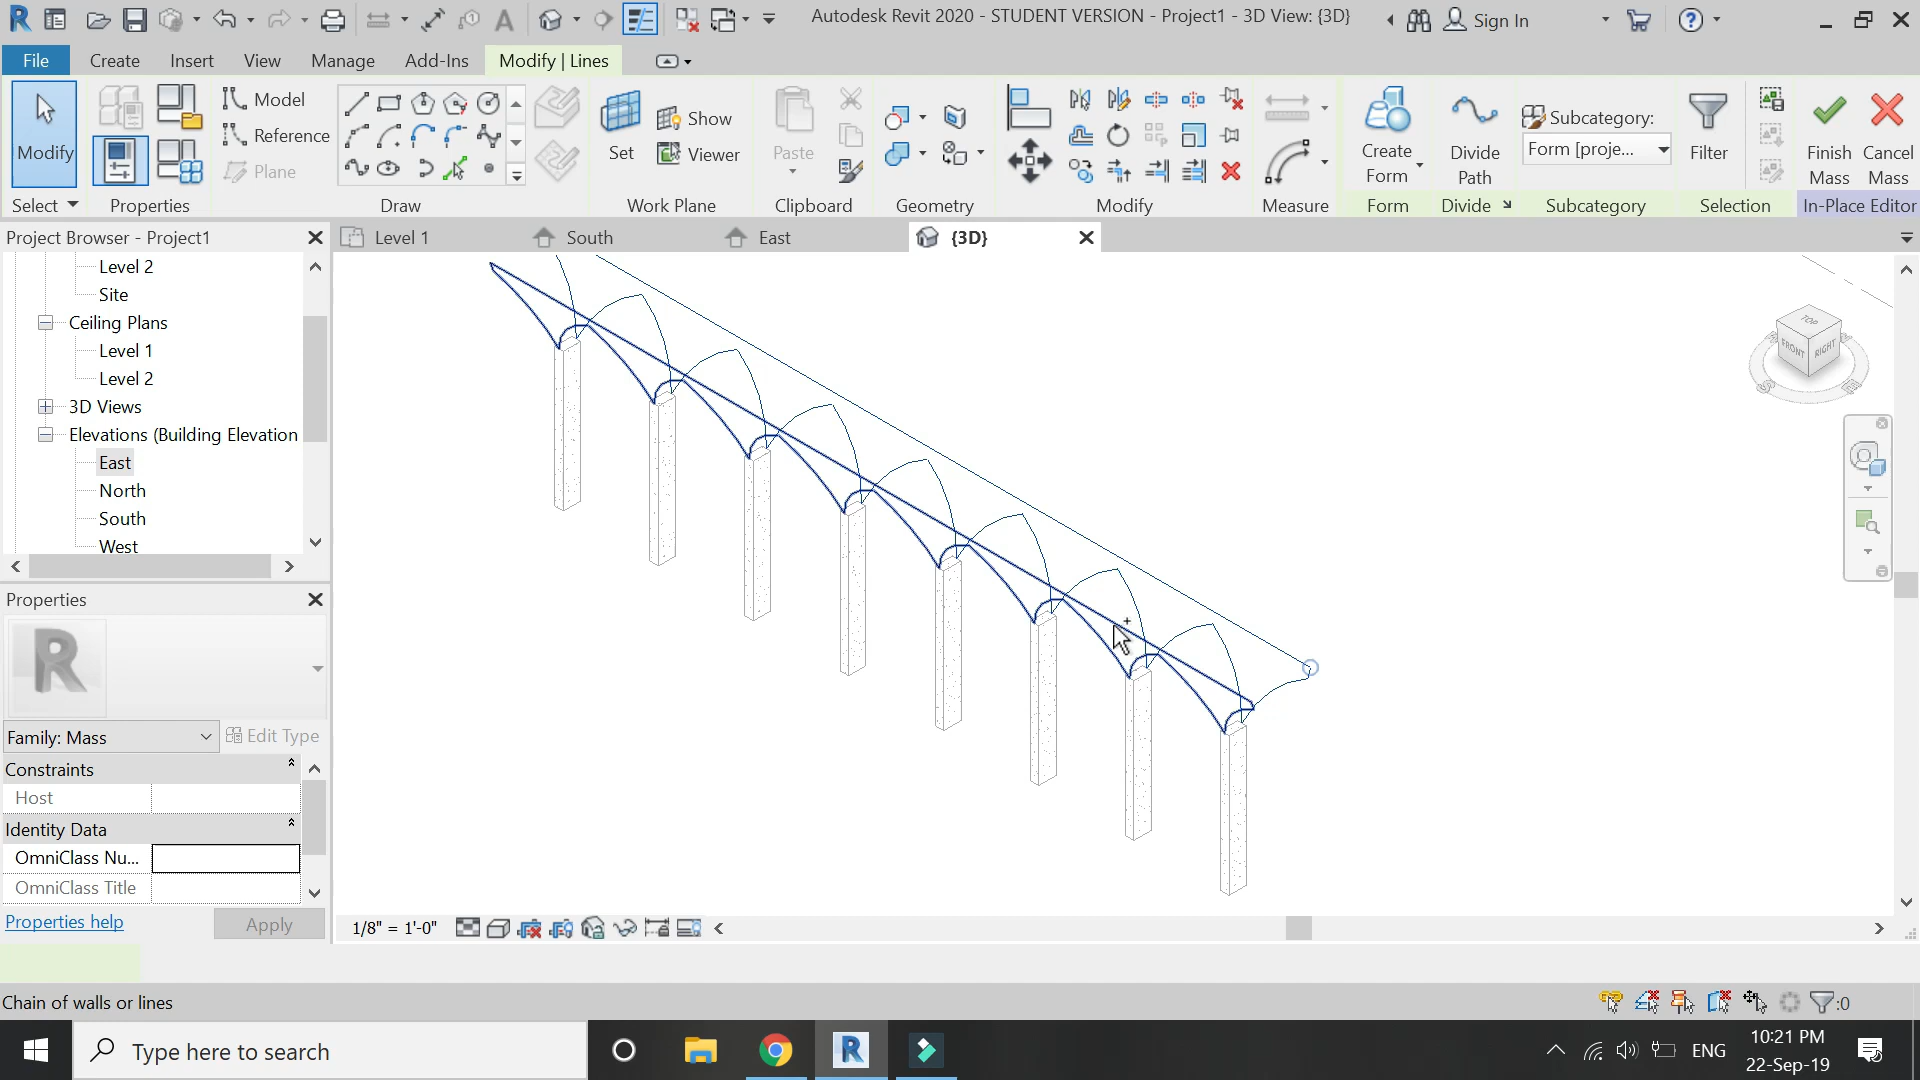 Autodesk Revit 2020 - STUDENT VERSION - Project1 - 3D View: {3D}
Sign In
File
Create
Insert
View
Manage
Add-Ins
Modify | Lines
Modify
Model
Reference
Plane
Set
Show
Viewer
Paste
Create Form
Divide Path
Subcategory:
Form [proje...
Filter
Finish Mass
Cancel Mass
Select
Properties
Draw
Work Plane
Clipboard
Geometry
Modify
Measure
Form
Divide
Subcategory
Selection
In-Place Editor
Project Browser - Project1
Level 1
South
East
{3D}
Level 2
Site
Ceiling Plans
Level 1
Level 2
3D Views
Elevations (Building Elevation
East
North
South
West
TOP
FRONT
RIGHT
S
E
Properties
R
Family: Mass
Edit Type
Constraints
Host
Identity Data
OmniClass Nu...
OmniClass Title
Properties help
Apply
1/8" = 1'-0"
Chain of walls or lines
:0
Type here to search
ENG
10:21 PM
22-Sep-19